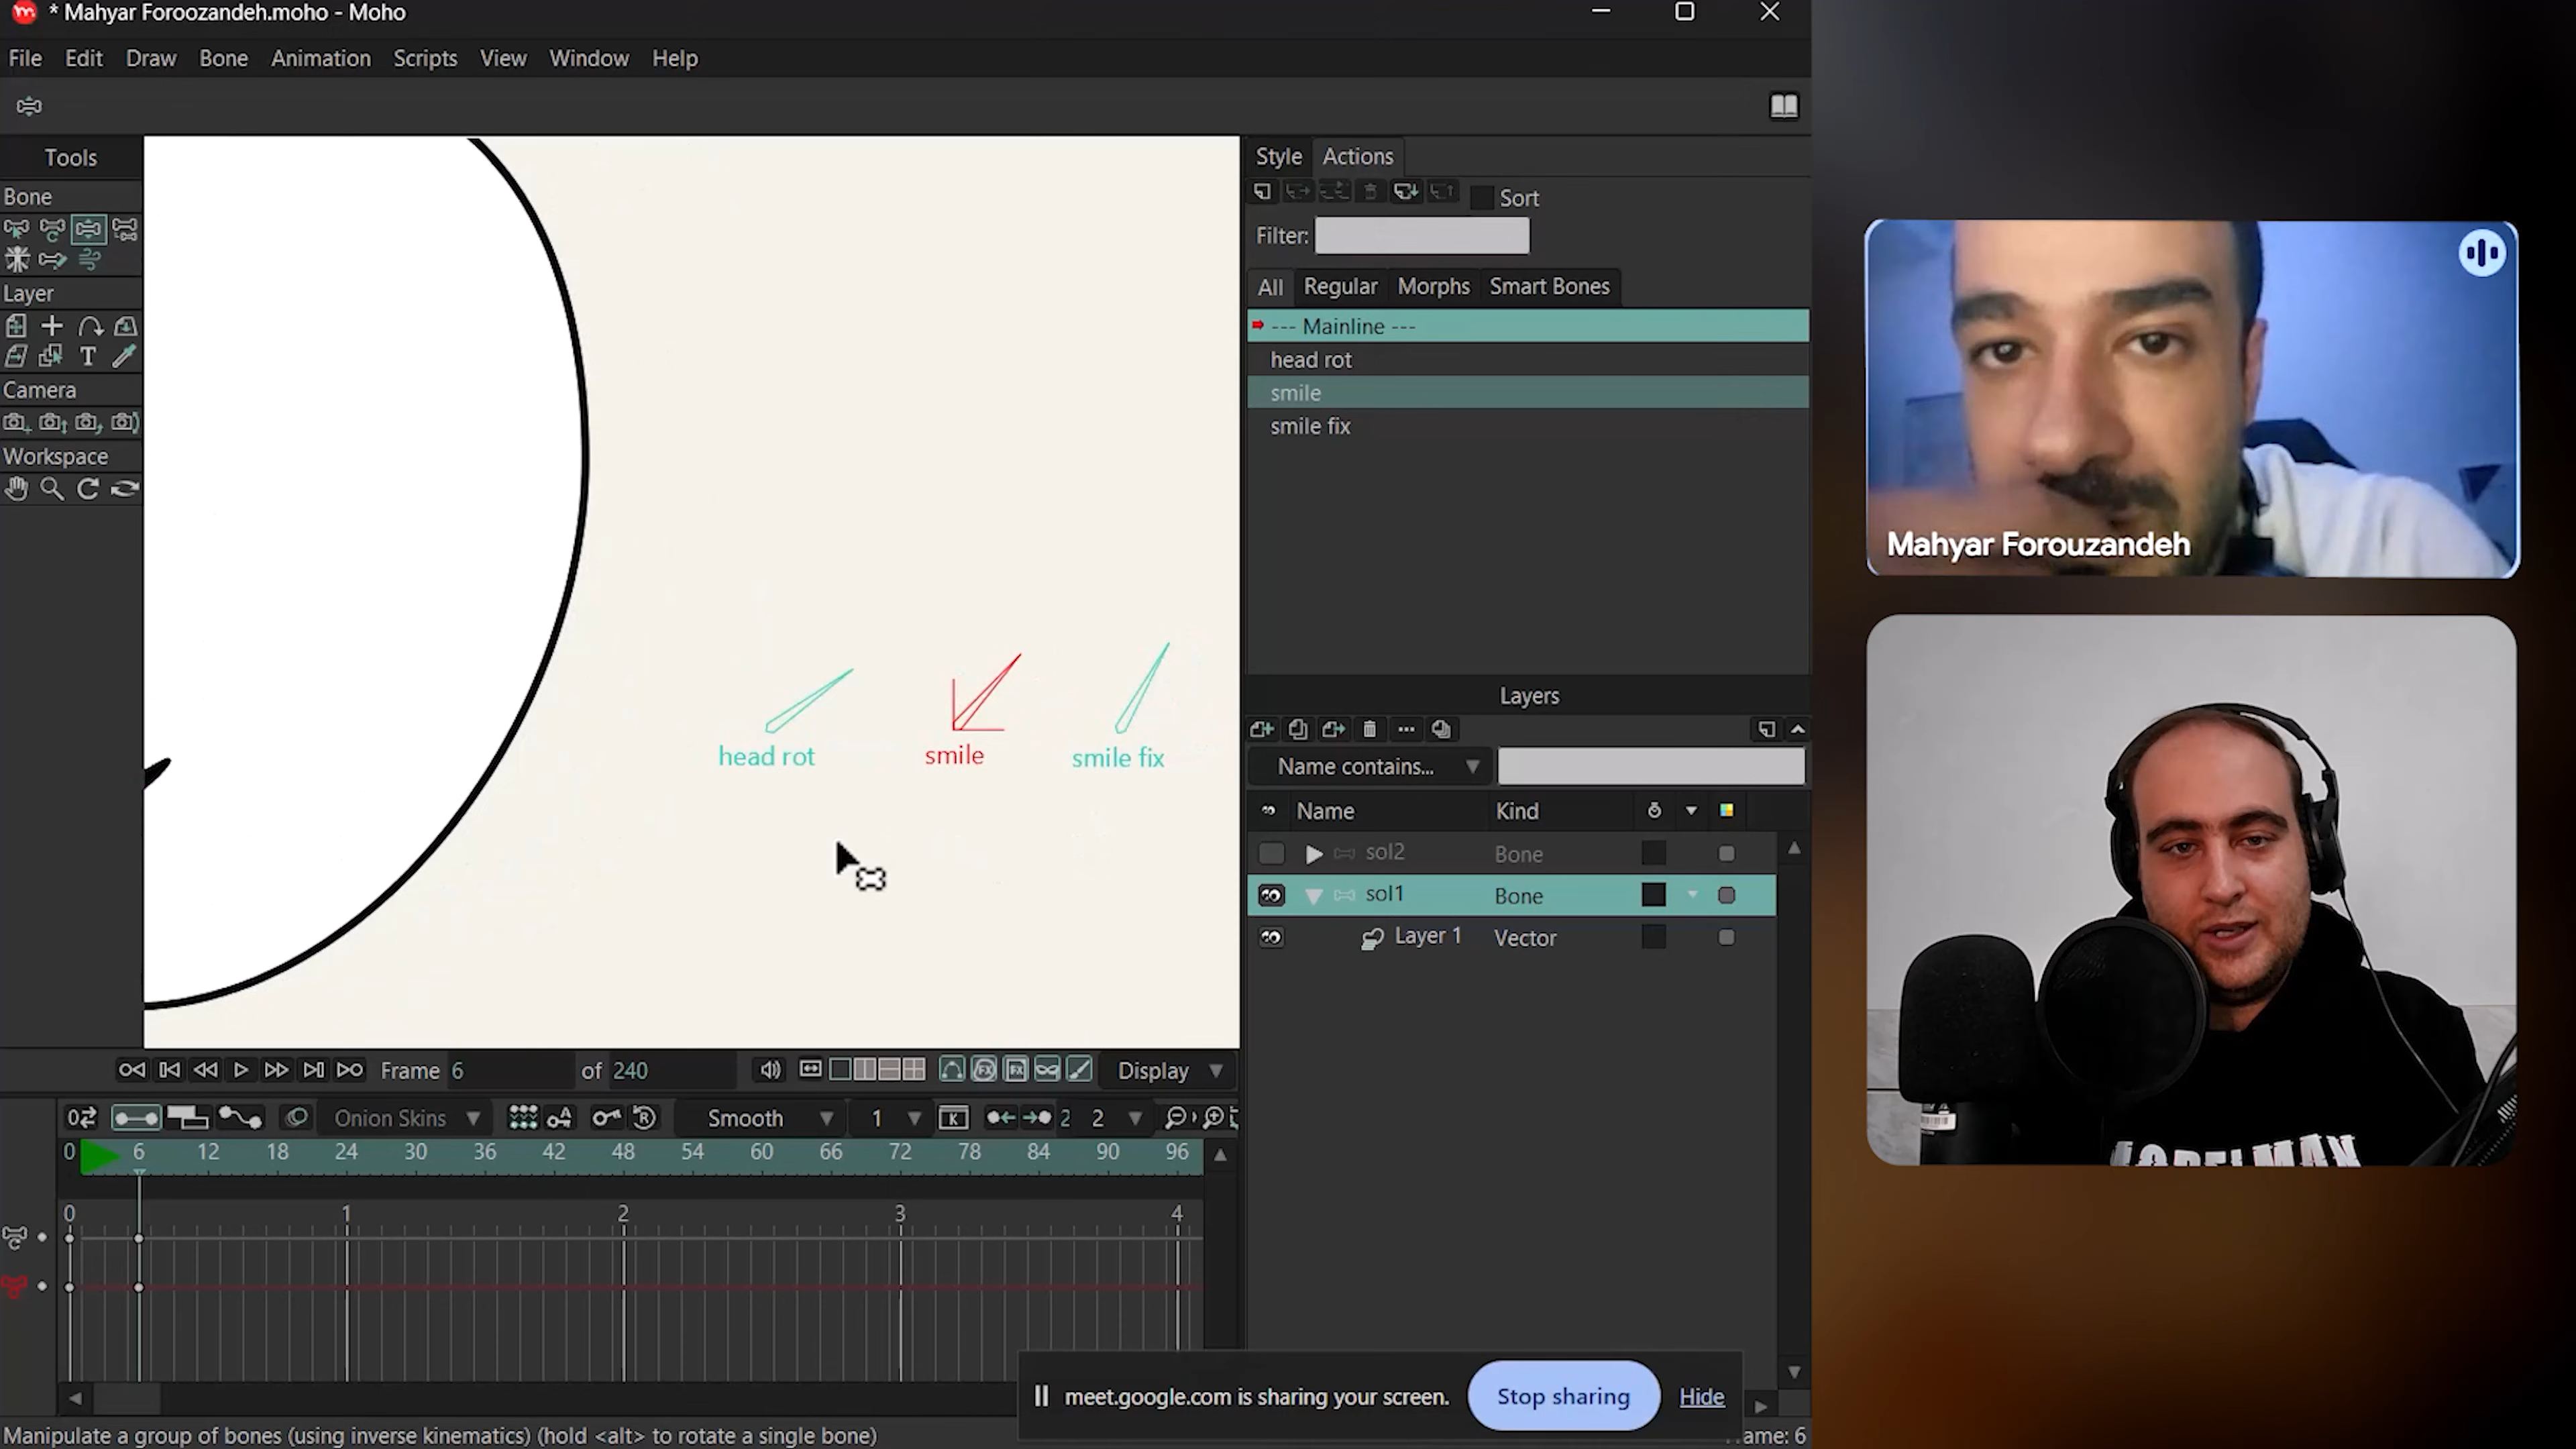 * Mahyar Foroozandeh.moho - Moho
File Edit Draw Bone Animation Scripts View Window Help
Tools
Bone
Layer
Camera
Workspace
head rot
smile
smile fix
Style Actions
Sort
Filter:
All Regular Morphs Smart Bones
--- Mainline ---
head rot
smile
smile fix
Layers
Name contains...
Name Kind
sol2 Bone
sol1 Bone
Layer 1 Vector
Frame 6 of 240 Display
Onion Skins Smooth 1 2 2
0 6 12 18 24 30 36 42 48 54 60 66 72 78 84 90 96
0 1 2 3 4
meet.google.com is sharing your screen. Stop sharing Hide
Manipulate a group of bones (using inverse kinematics) (hold <alt> to rotate a single bone)
ame: 6
Mahyar Forouzandeh